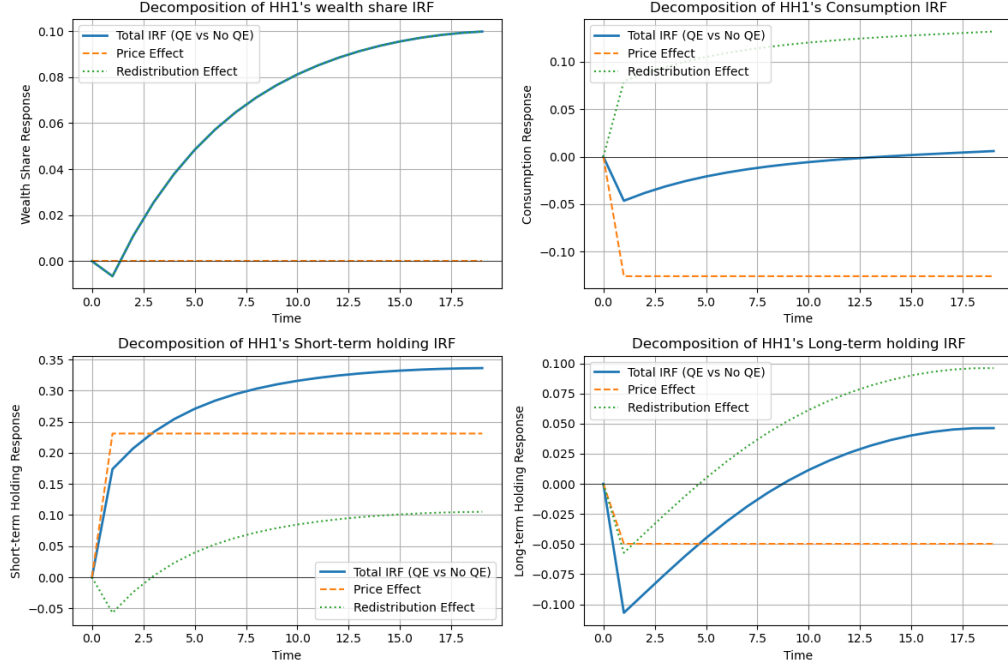 Decomposition of HH1's wealth share IRF
Total IRF (QE vs No QE)
Price Effect
Redistribution Effect
0.10
0.08
0.06
0.04
0.02
0.00
Wealth Share Response
0.0 2.5 5.0 7.5 10.0 12.5 15.0 17.5
Time
Decomposition of HH1's Consumption IRF
Total IRF (QE vs No QE)
Price Effect
Redistribution Effect
0.10
0.05
0.00
−0.05
−0.10
Consumption Response
0.0 2.5 5.0 7.5 10.0 12.5 15.0 17.5
Time
Decomposition of HH1's Short-term holding IRF
0.35
0.30
0.25
0.20
0.15
0.10
0.05
0.00
−0.05
Short-term Holding Response
Total IRF (QE vs No QE)
Price Effect
Redistribution Effect
0.0 2.5 5.0 7.5 10.0 12.5 15.0 17.5
Time
Decomposition of HH1's Long-term holding IRF
Total IRF (QE vs No QE)
Price Effect
Redistribution Effect
0.100
0.075
0.050
0.025
0.000
−0.025
−0.050
−0.075
−0.100
Long-term Holding Response
0.0 2.5 5.0 7.5 10.0 12.5 15.0 17.5
Time